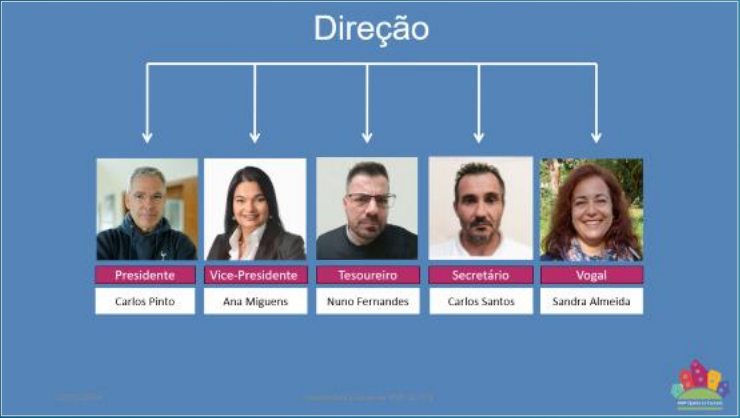 Direção
Presidente
Vice-Presidente
Tesoureiro
Secretário
Vogal
Carlos Pinto
Ana Miguens
Nuno Fernandes
Carlos Santos
Sandra Almeida